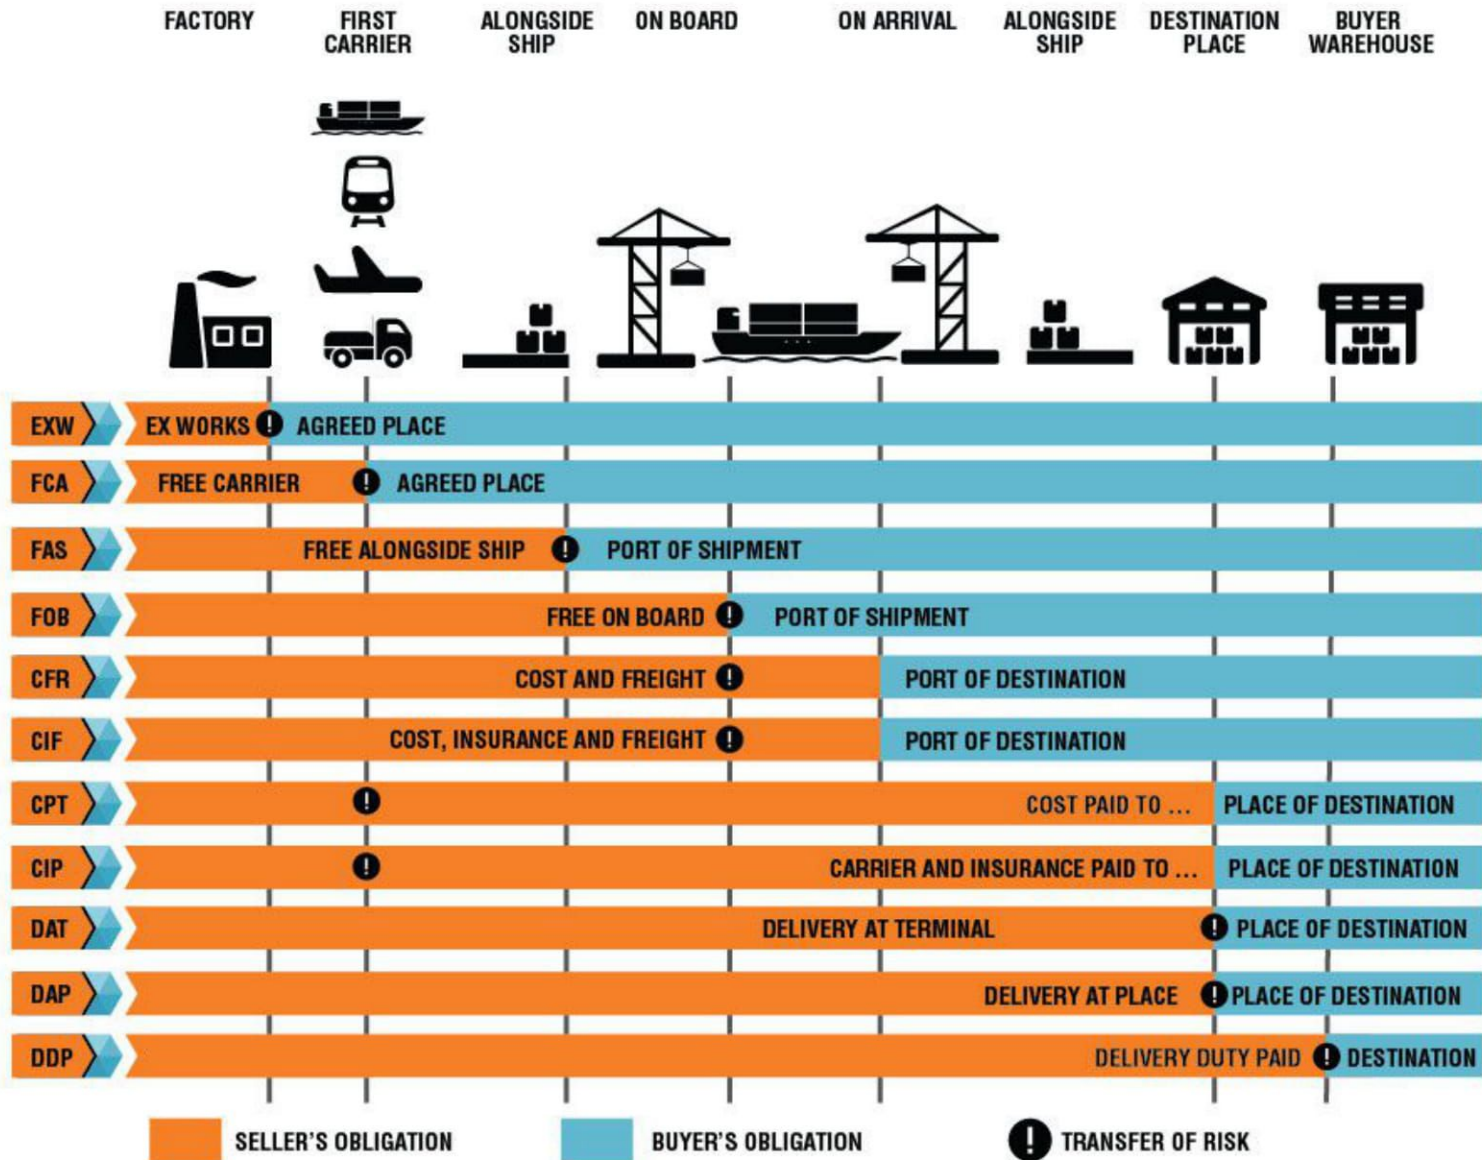 FACTORY
FIRST
CARRIER
ALONGSIDE
SHIP
ON BOARD
ON ARRIVAL
ALONGSIDE
SHIP
DESTINATION
PLACE
BUYER
WAREHOUSE
EXW EX WORKS ! AGREED PLACE
FCA FREE CARRIER ! AGREED PLACE
FAS FREE ALONGSIDE SHIP ! PORT OF SHIPMENT
FOB FREE ON BOARD ! PORT OF SHIPMENT
CFR COST AND FREIGHT ! PORT OF DESTINATION
CIF COST, INSURANCE AND FREIGHT ! PORT OF DESTINATION
CPT ! COST PAID TO ... PLACE OF DESTINATION
CIP ! CARRIER AND INSURANCE PAID TO ... PLACE OF DESTINATION
DAT DELIVERY AT TERMINAL ! PLACE OF DESTINATION
DAP DELIVERY AT PLACE ! PLACE OF DESTINATION
DDP DELIVERY DUTY PAID ! DESTINATION
SELLER'S OBLIGATION BUYER'S OBLIGATION ! TRANSFER OF RISK